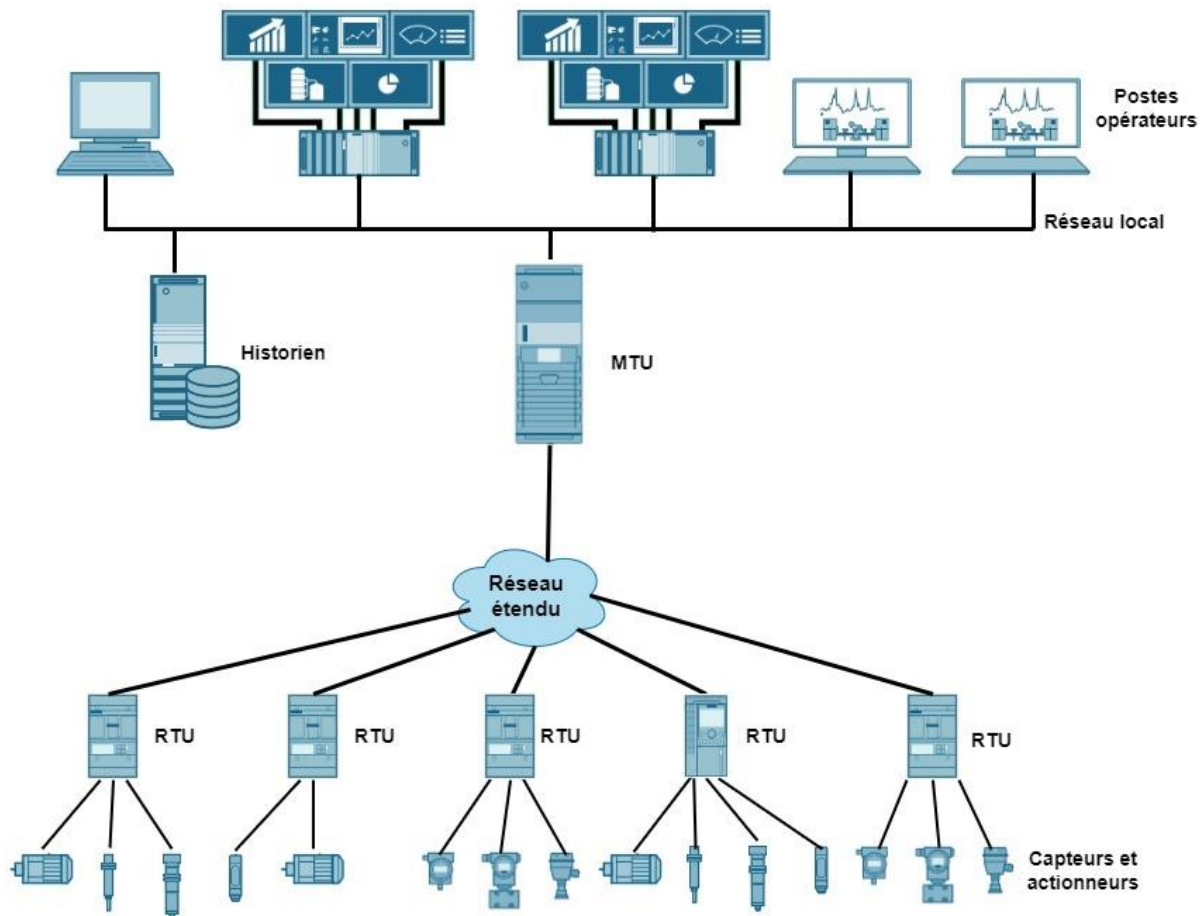 Postes
opérateurs
Réseau local
Historien
MTU
Réseau
étendu
RTU
RTU
RTU
RTU
RTU
Capteurs et
actionneurs